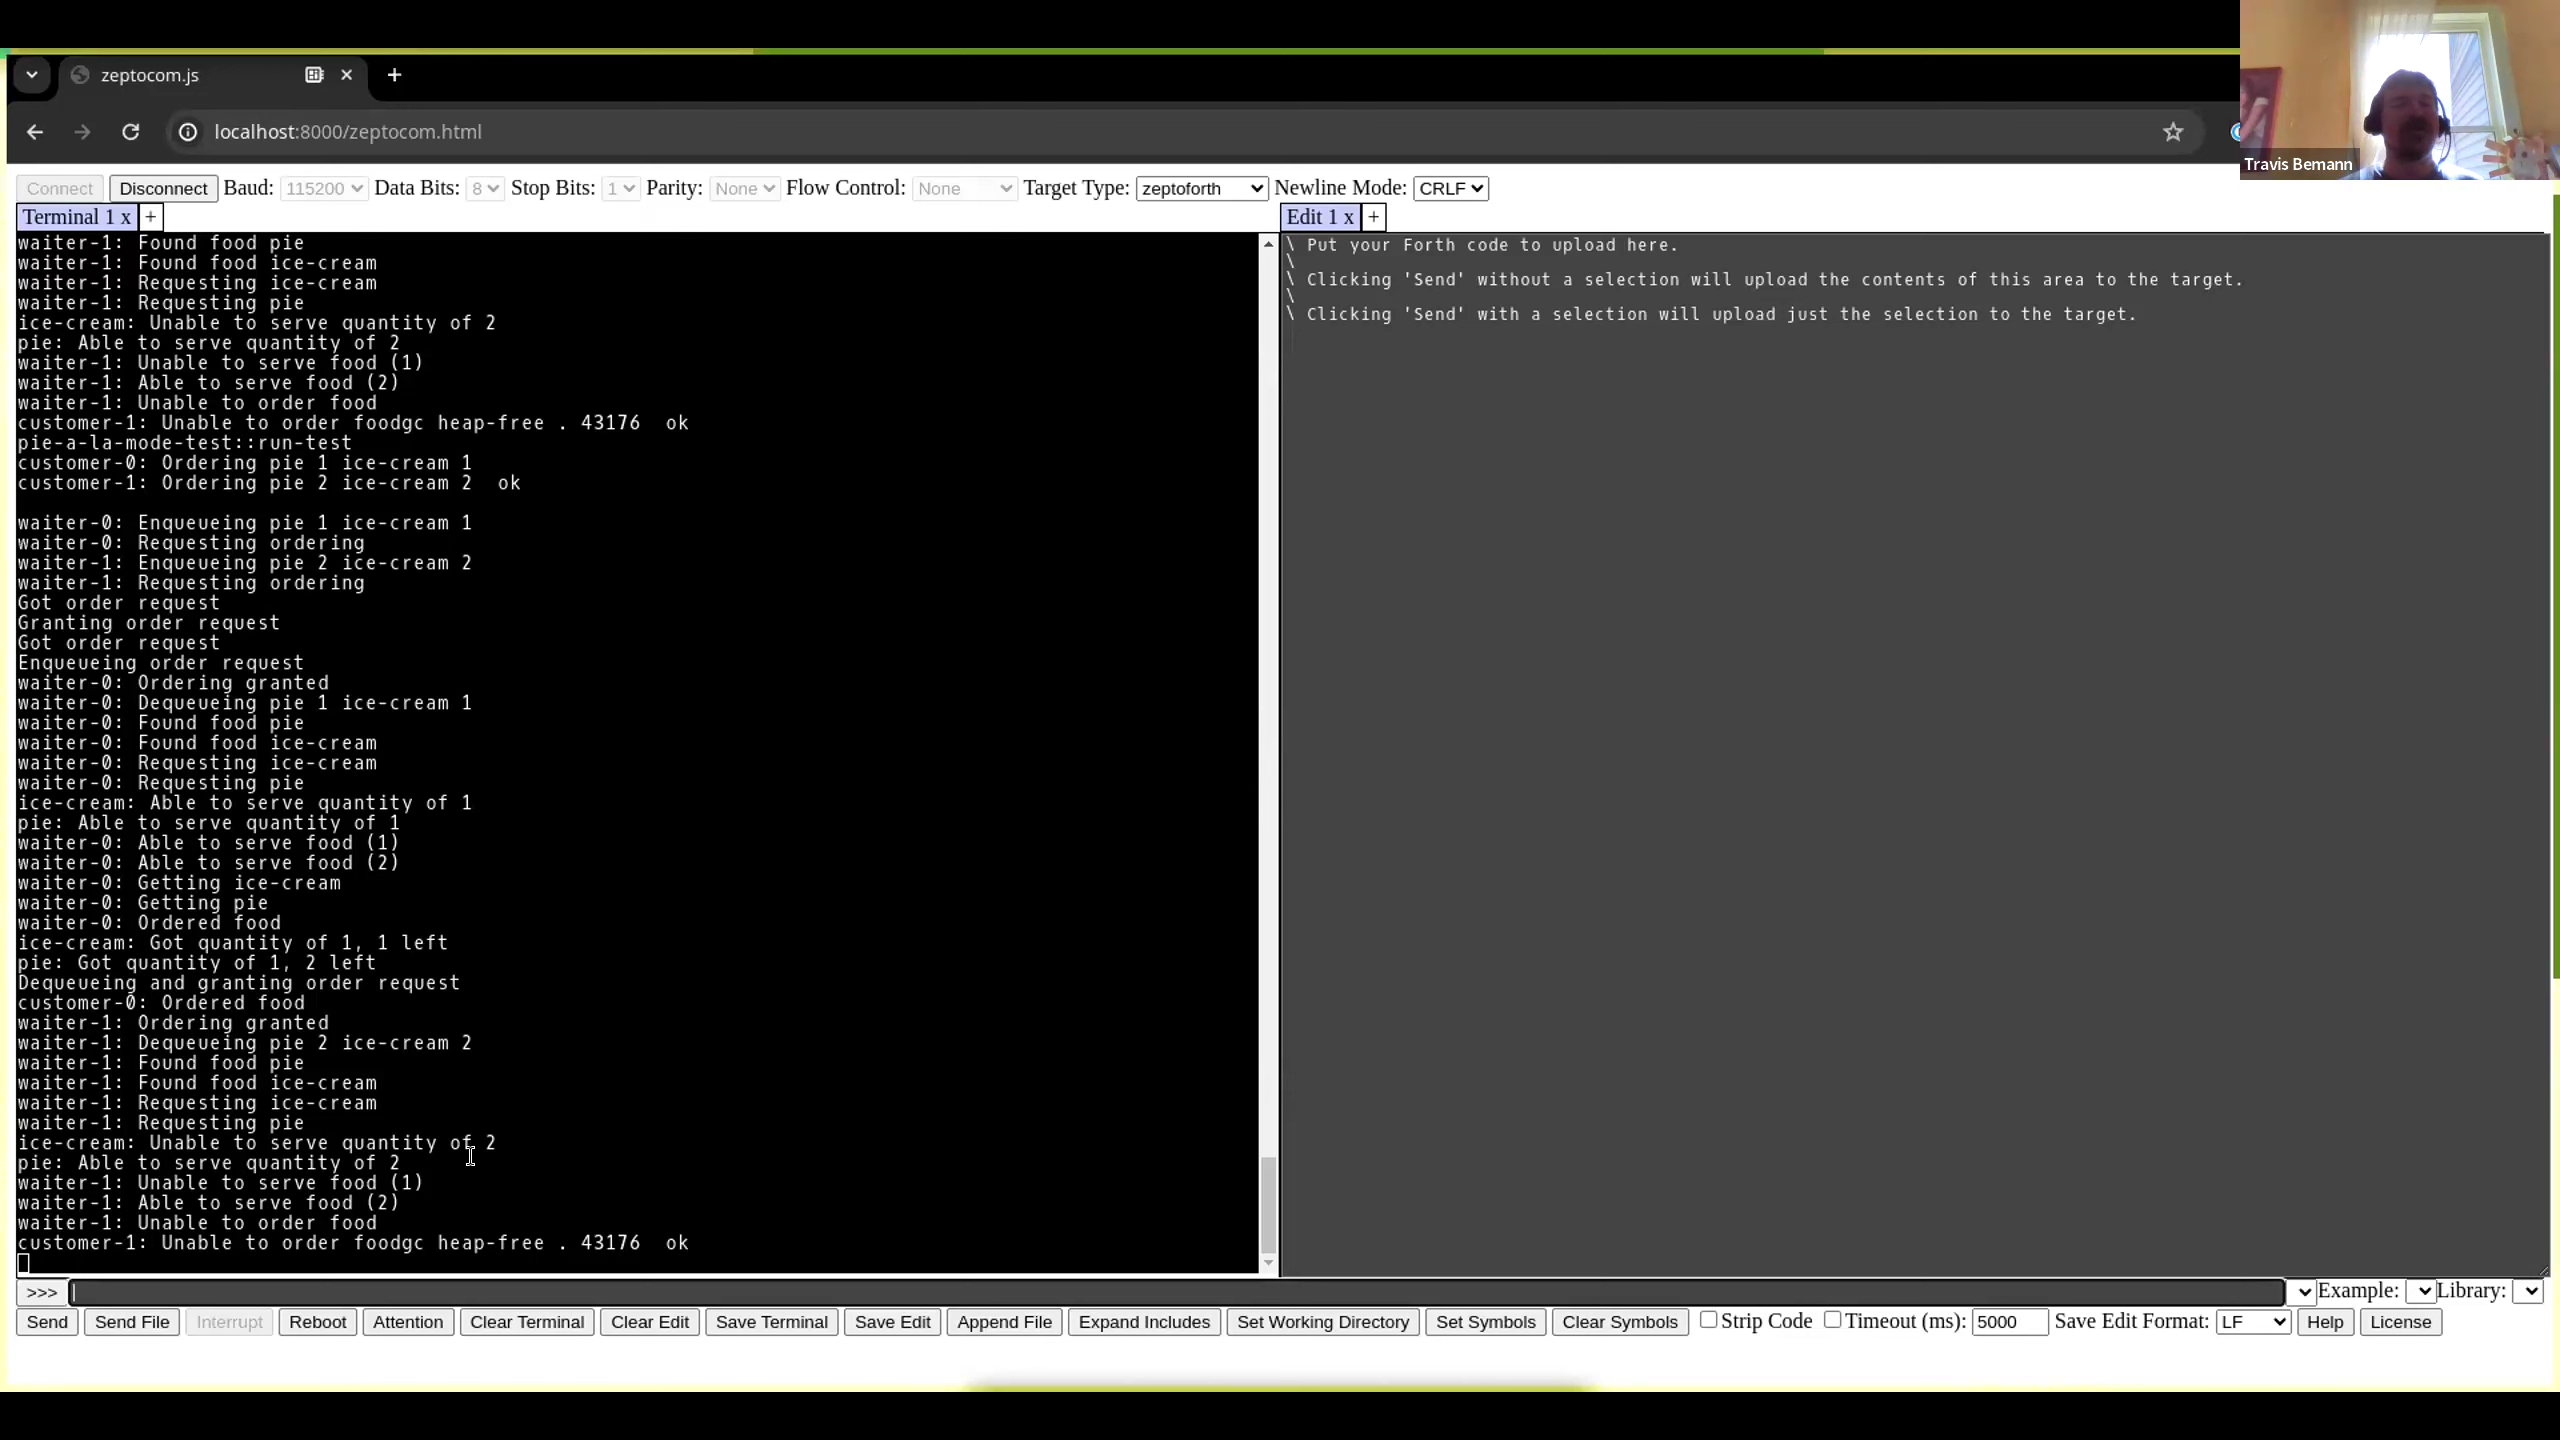 zeptocom.js
localhost:8000/zeptocom.html
Travis Bemann
Connect Disconnect Baud: 115200 Data Bits: 8 Stop Bits: 1 Parity: None Flow Control: None Target Type: zeptoforth Newline Mode: CRLF
Terminal 1 x +
waiter-1: Found food pie
waiter-1: Found food ice-cream
waiter-1: Requesting ice-cream
waiter-1: Requesting pie
ice-cream: Unable to serve quantity of 2
pie: Able to serve quantity of 2
waiter-1: Unable to serve food (1)
waiter-1: Able to serve food (2)
waiter-1: Unable to order food
customer-1: Unable to order foodgc heap-free . 43176  ok
pie-a-la-mode-test::run-test
customer-0: Ordering pie 1 ice-cream 1
customer-1: Ordering pie 2 ice-cream 2  ok
waiter-0: Enqueueing pie 1 ice-cream 1
waiter-0: Requesting ordering
waiter-1: Enqueueing pie 2 ice-cream 2
waiter-1: Requesting ordering
Got order request
Granting order request
Got order request
Enqueueing order request
waiter-0: Ordering granted
waiter-0: Dequeueing pie 1 ice-cream 1
waiter-0: Found food pie
waiter-0: Found food ice-cream
waiter-0: Requesting ice-cream
waiter-0: Requesting pie
ice-cream: Able to serve quantity of 1
pie: Able to serve quantity of 1
waiter-0: Able to serve food (1)
waiter-0: Able to serve food (2)
waiter-0: Getting ice-cream
waiter-0: Getting pie
waiter-0: Ordered food
ice-cream: Got quantity of 1, 1 left
pie: Got quantity of 1, 2 left
Dequeueing and granting order request
customer-0: Ordered food
waiter-1: Ordering granted
waiter-1: Dequeueing pie 2 ice-cream 2
waiter-1: Found food pie
waiter-1: Found food ice-cream
waiter-1: Requesting ice-cream
waiter-1: Requesting pie
ice-cream: Unable to serve quantity of 2
pie: Able to serve quantity of 2
waiter-1: Unable to serve food (1)
waiter-1: Able to serve food (2)
waiter-1: Unable to order food
customer-1: Unable to order foodgc heap-free . 43176  ok
Edit 1 x +
\ Put your Forth code to upload here.
\
\ Clicking 'Send' without a selection will upload the contents of this area to the target.
\
\ Clicking 'Send' with a selection will upload just the selection to the target.
>>> Example: Library:
Send Send File Interrupt Reboot Attention Clear Terminal Clear Edit Save Terminal Save Edit Append File Expand Includes Set Working Directory Set Symbols Clear Symbols Strip Code Timeout (ms): 5000 Save Edit Format: LF Help License